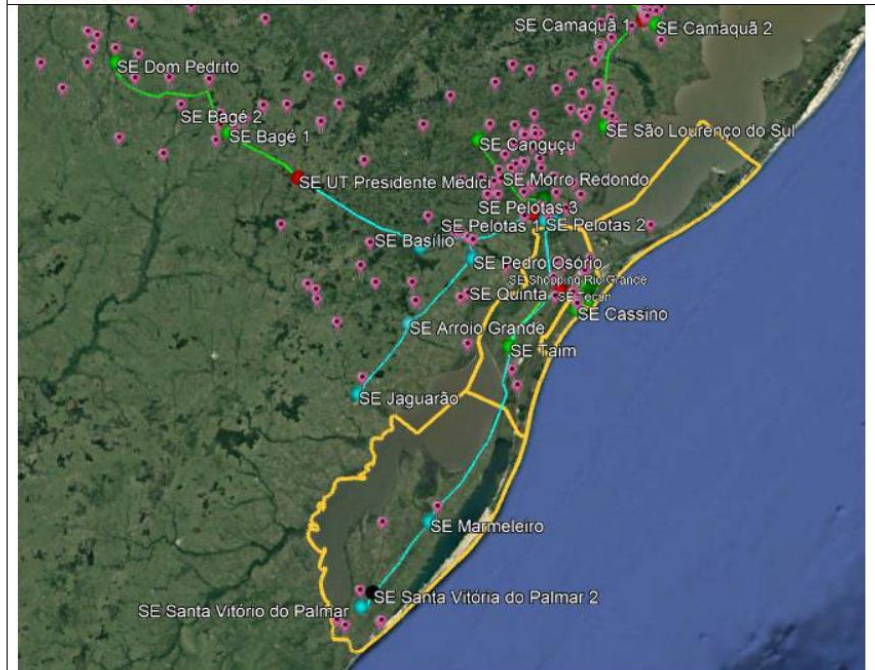 SE Camaquã 1
SE Camaquã 2
SE Dom Pedrito
SE Bagé 2
SE Bagé 1
SE São Lourenço do Sul
SE Canguçu
SE UT Presidente Médici
SE Morro Redondo
SE Pelotas 3
SE Pelotas 1
SE Pelotas 2
SE Basílio
SE Pedro Osório
SE Shopping Rio Grande
SE Quinta
SE Tecon
SE Cassino
SE Arroio Grande
SE Taim
SE Jaguarão
SE Marmeleiro
SE Santa Vitória do Palmar 2
SE Santa Vitório do Palmar